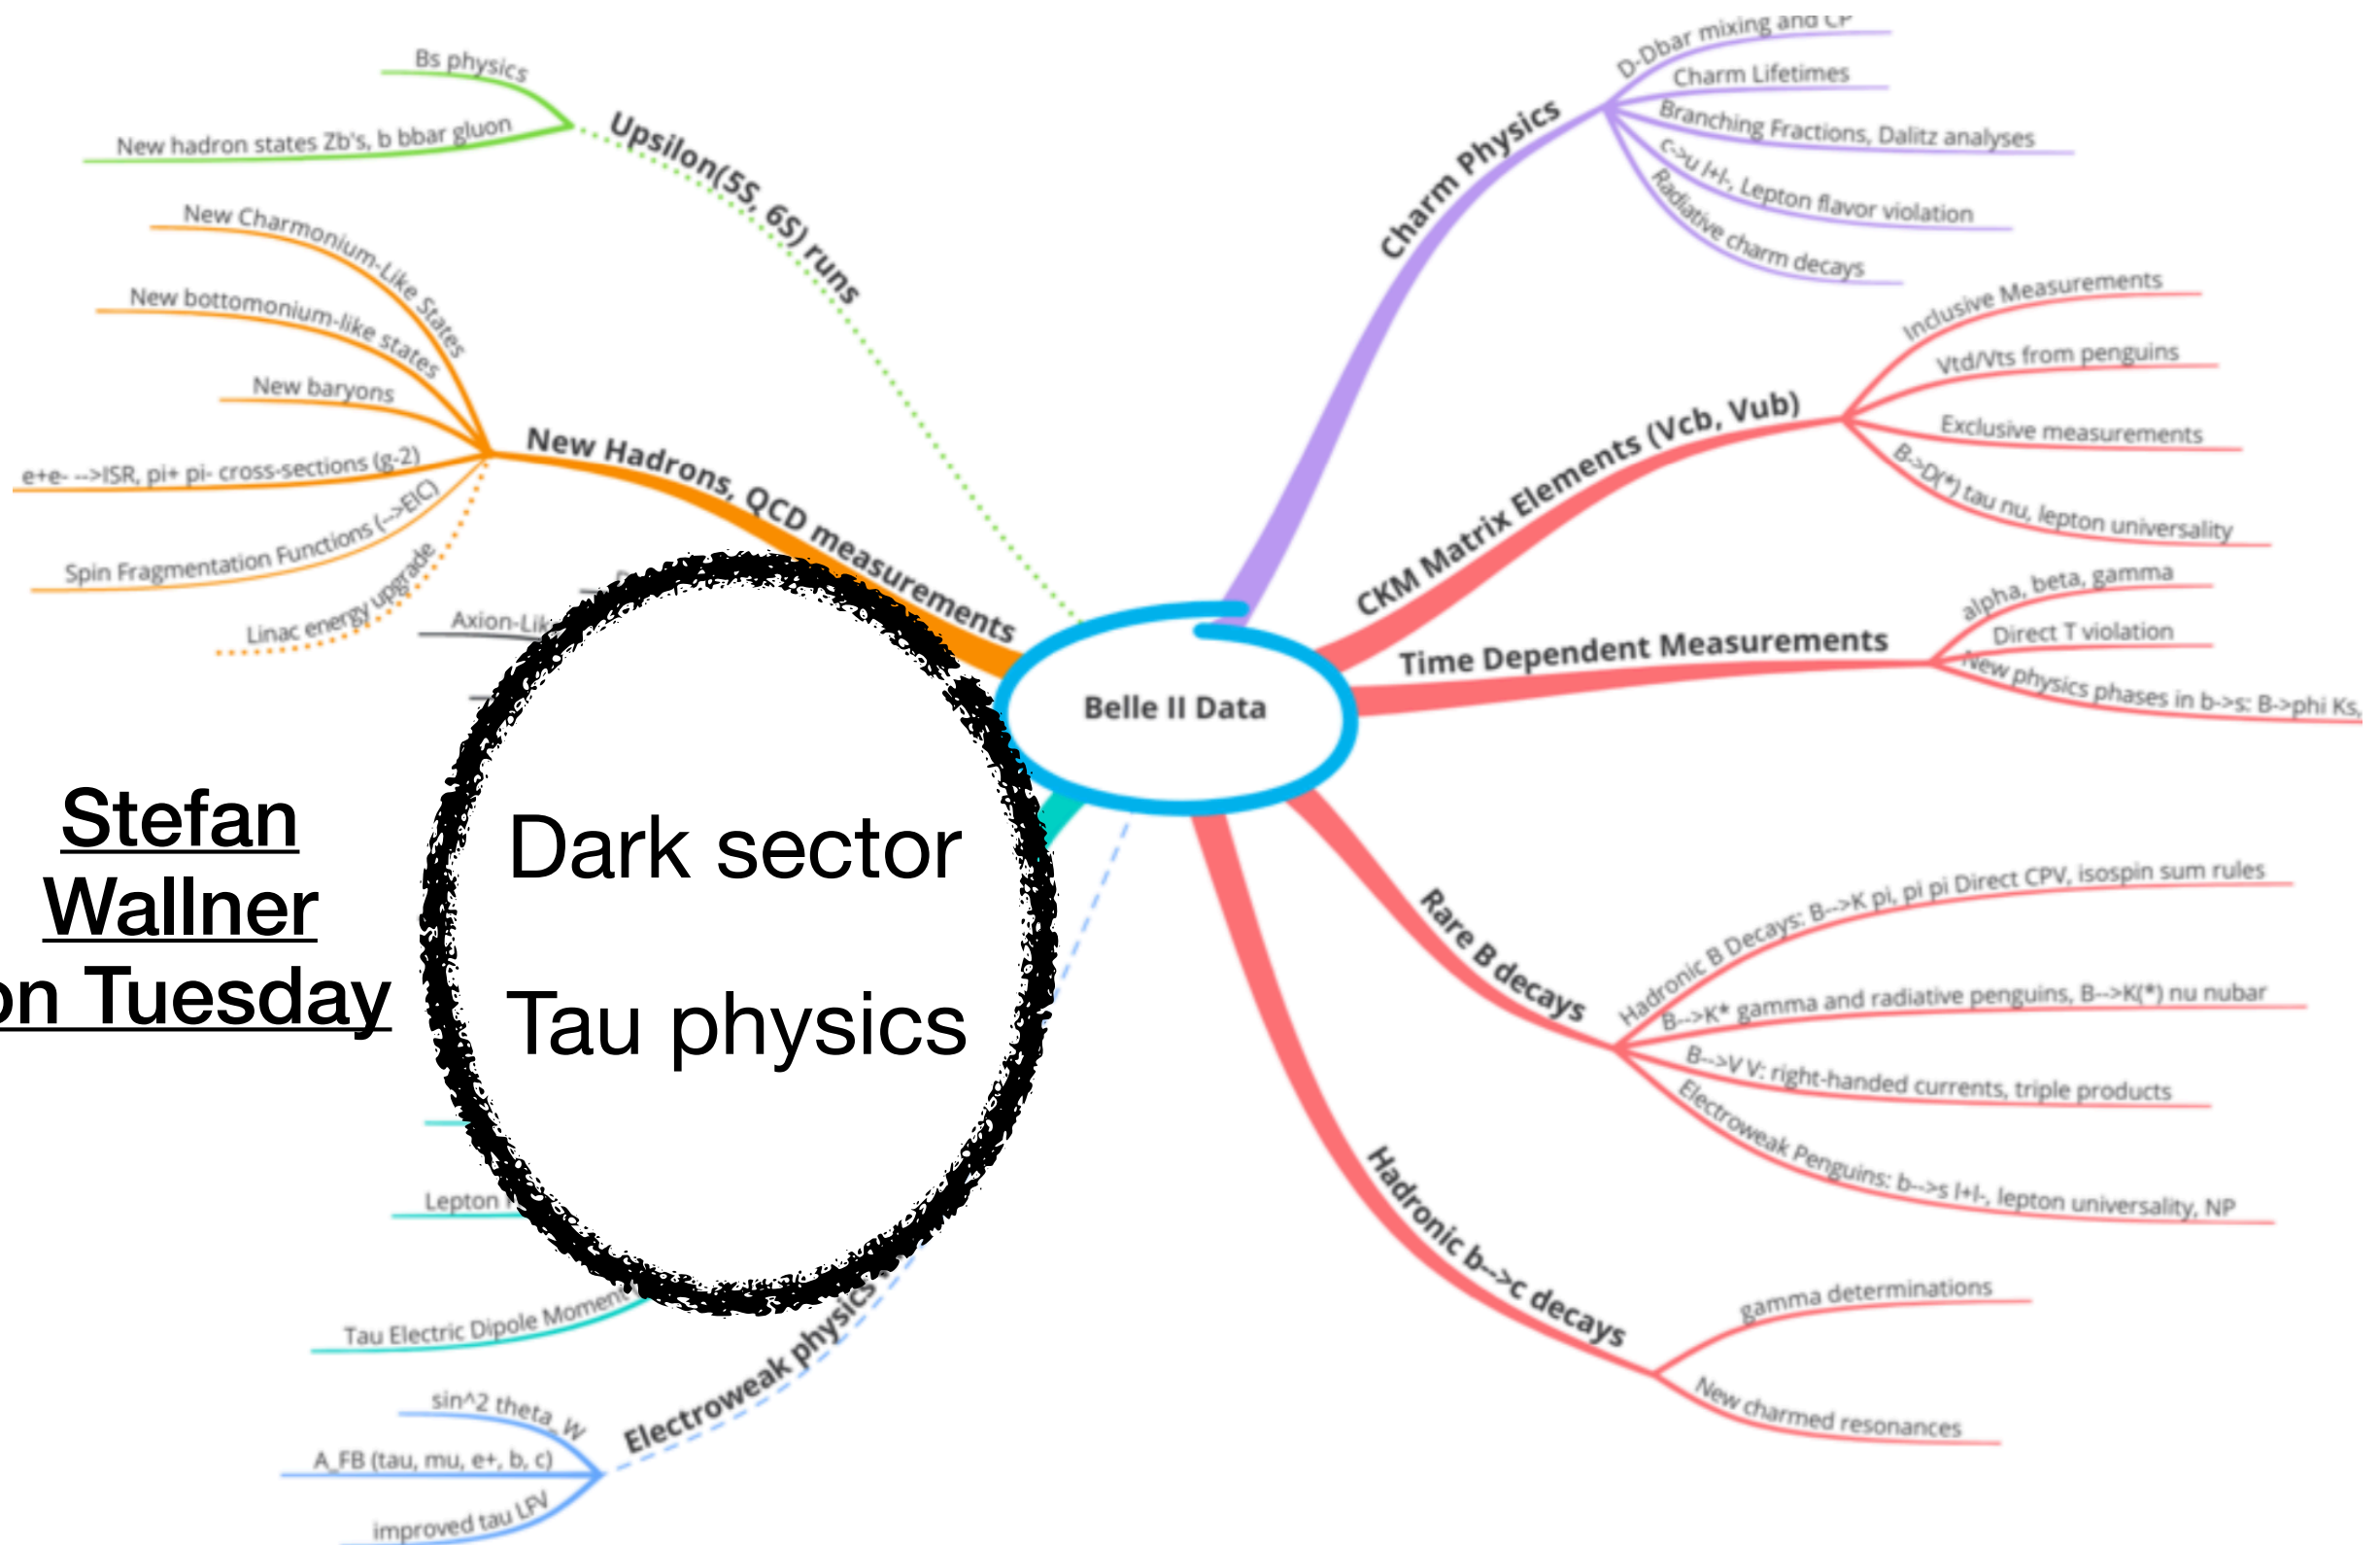 Bs physics
New hadron states Zb's, b bbar gluon
Upsilon(5S, 6S) runs
New Charmonium-Like States
New bottomonium-like states
New baryons
e+e- -->ISR, pi+ pi- cross-sections (g-2)
Spin Fragmentation Functions (-->EIC)
Linac energy upgrade
New Hadrons, QCD measurements
Stefan
Wallner
on Tuesday
Dark sector
Tau physics
Lepton
Tau Electric Dipole Moment
Electroweak physics
sin^2 theta_W
A_FB (tau, mu, e+, b, c)
improved tau LFV
Belle II Data
Charm Physics
D-Dbar mixing and CP
Charm Lifetimes
Branching Fractions, Dalitz analyses
c->u l+l-, Lepton flavor violation
Radiative charm decays
CKM Matrix Elements (Vcb, Vub)
Inclusive Measurements
Vtd/Vts from penguins
Exclusive measurements
B->D(*) tau nu, lepton universality
Time Dependent Measurements
alpha, beta, gamma
Direct T violation
New physics phases in b->s: B->phi Ks,
Rare B decays
Hadronic B Decays: B-->K pi, pi pi Direct CPV, isospin sum rules
B-->K* gamma and radiative penguins, B-->K(*) nu nubar
B-->V V: right-handed currents, triple products
Electroweak Penguins: b-->s l+l-, lepton universality, NP
Hadronic b-->c decays
gamma determinations
New charmed resonances